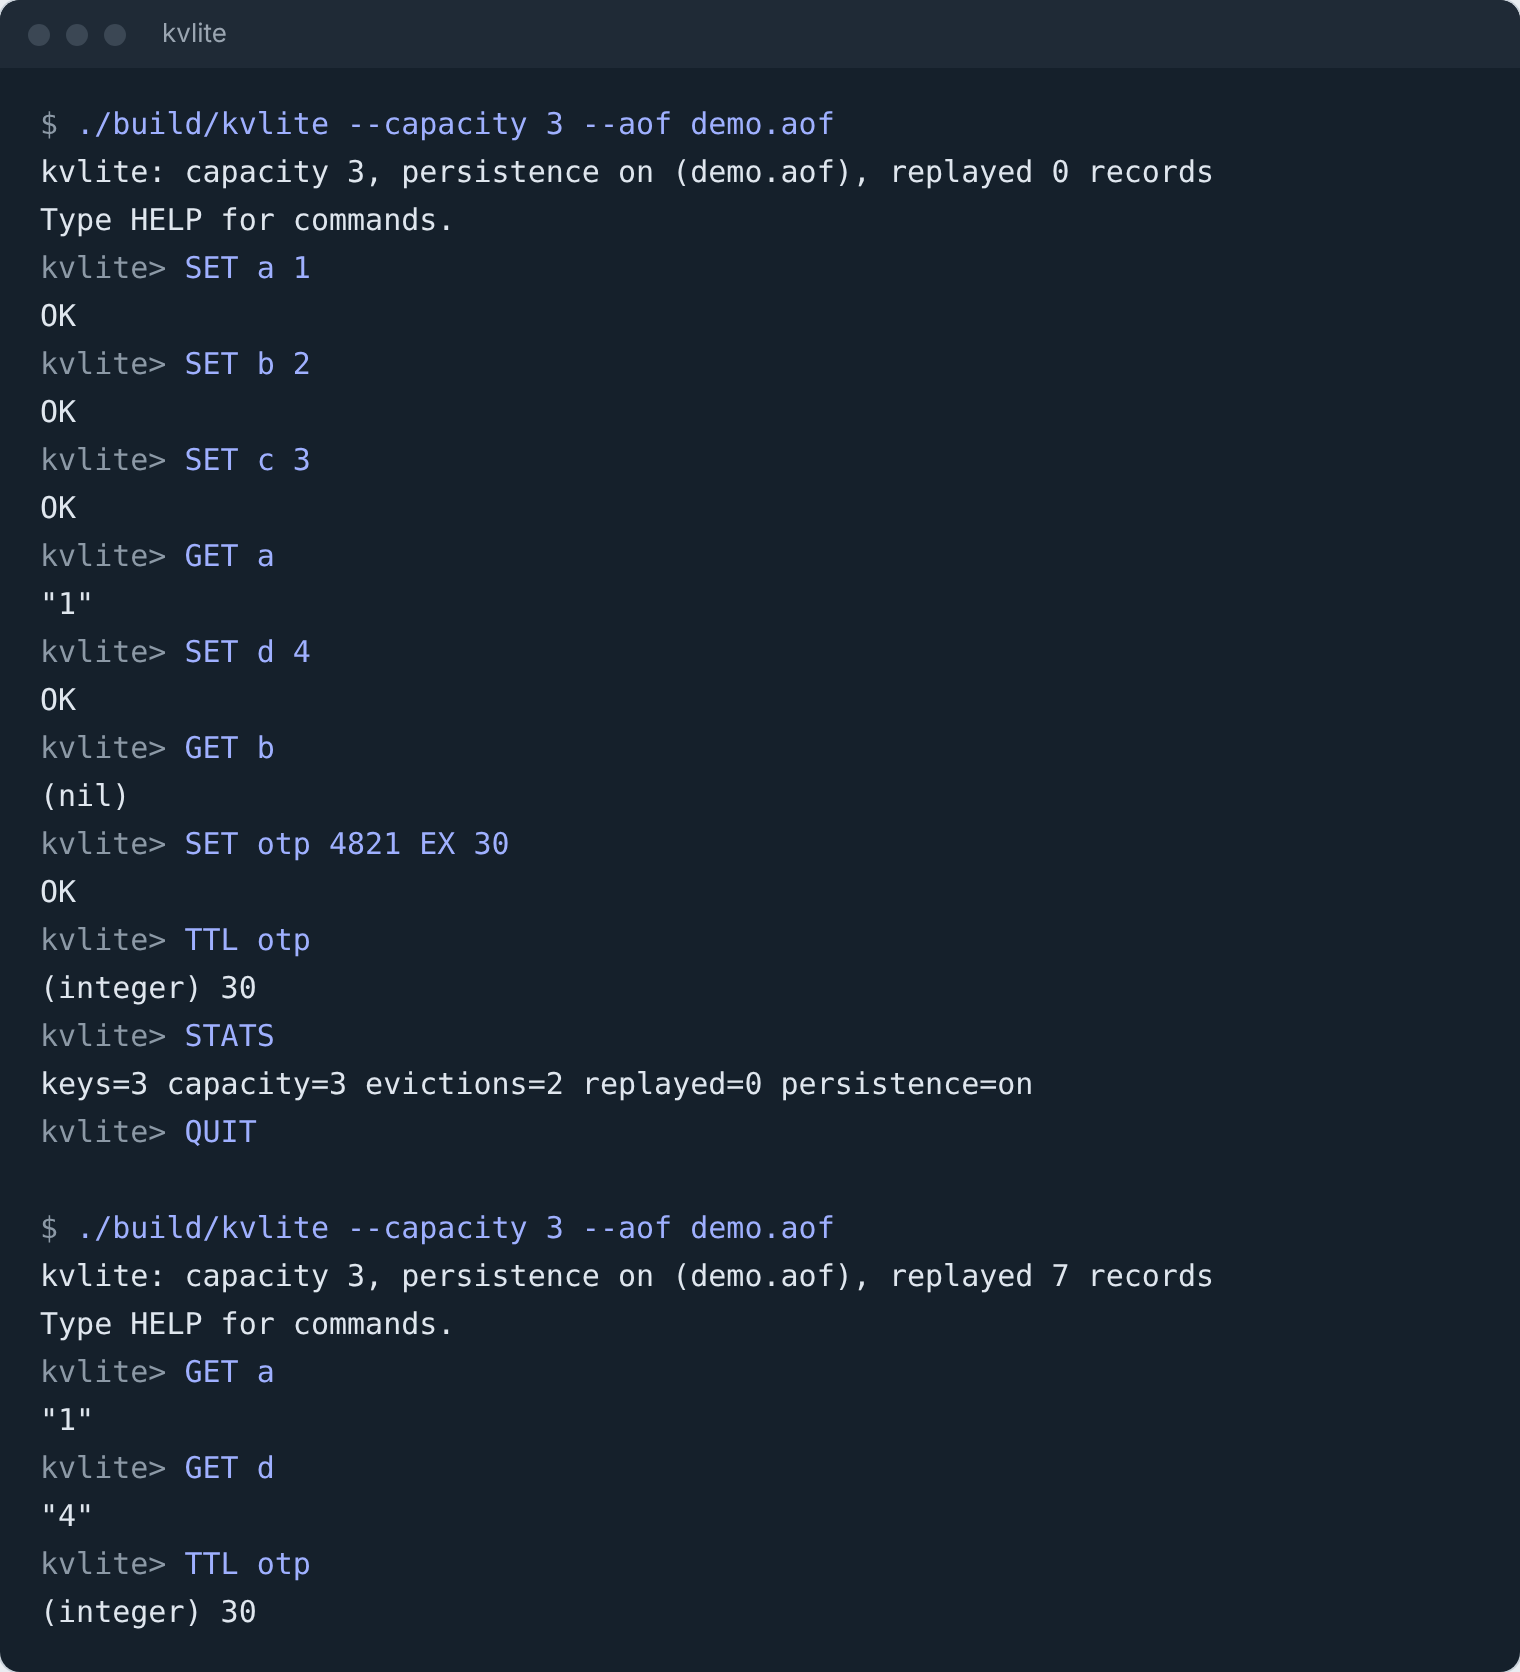 kvlite
$ ./build/kvlite --capacity 3 --aof demo.aof
kvlite: capacity 3, persistence on (demo.aof), replayed 0 records
Type HELP for commands.
kvlite> SET a 1
OK
kvlite> SET b 2
OK
kvlite> SET c 3
OK
kvlite> GET a
"1"
kvlite> SET d 4
OK
kvlite> GET b
(nil)
kvlite> SET otp 4821 EX 30
OK
kvlite> TTL otp
(integer) 30
kvlite> STATS
keys=3 capacity=3 evictions=2 replayed=0 persistence=on
kvlite> QUIT
$ ./build/kvlite --capacity 3 --aof demo.aof
kvlite: capacity 3, persistence on (demo.aof), replayed 7 records
Type HELP for commands.
kvlite> GET a
"1"
kvlite> GET d
"4"
kvlite> TTL otp
(integer) 30